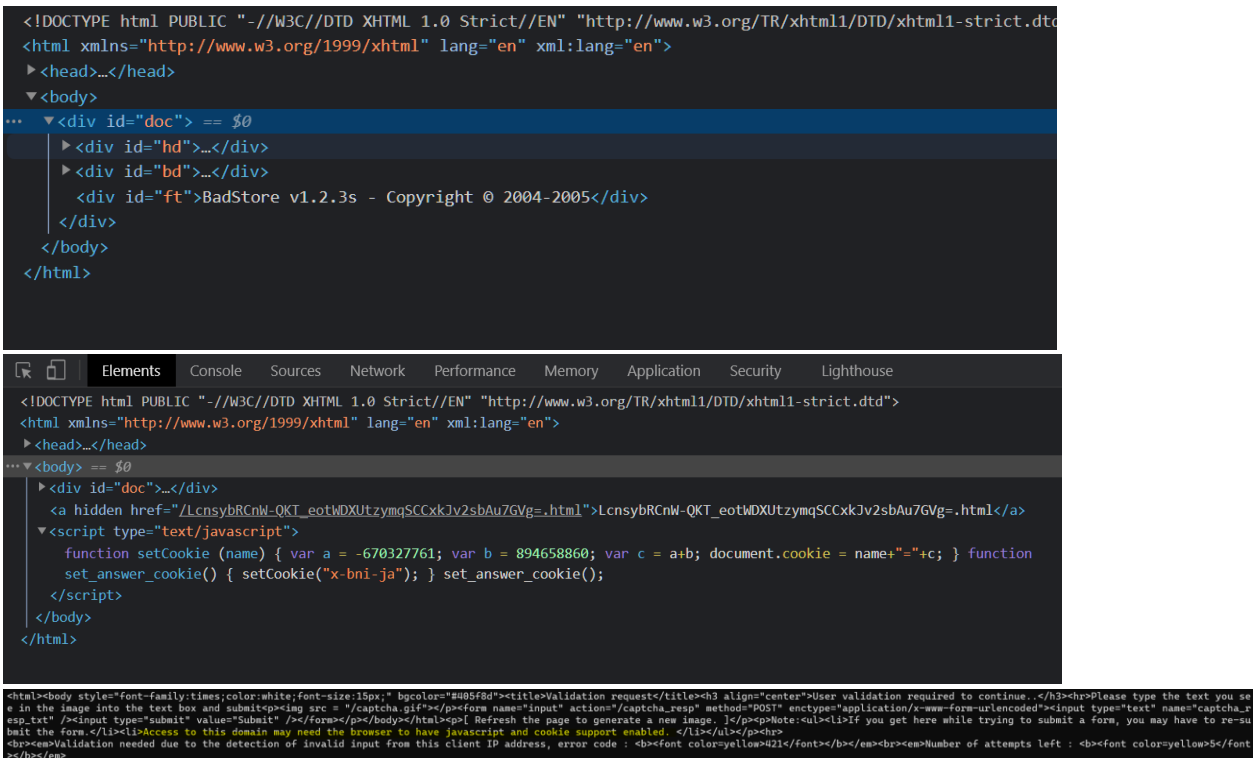 <!DOCTYPE html PUBLIC "-//W3C//DTD XHTML 1.0 Strict//EN" "http://www.w3.org/TR/xhtml1/DTD/xhtml1-strict.dtd
<html xmlns="http://www.w3.org/1999/xhtml" lang="en" xml:lang="en">
<head>…</head>
<body>
<div id="doc"> == $0
<div id="hd">…</div>
<div id="bd">…</div>
<div id="ft">BadStore v1.2.3s - Copyright © 2004-2005</div>
</div>
</body>
</html>
Elements Console Sources Network Performance Memory Application Security Lighthouse
<!DOCTYPE html PUBLIC "-//W3C//DTD XHTML 1.0 Strict//EN" "http://www.w3.org/TR/xhtml1/DTD/xhtml1-strict.dtd">
<html xmlns="http://www.w3.org/1999/xhtml" lang="en" xml:lang="en">
<head>…</head>
<body> == $0
<div id="doc">…</div>
<a hidden href="/LcnsybRCnW-QKT_eotWDXUtzymqSCCxkJv2sbAu7GVg=.html">LcnsybRCnW-QKT_eotWDXUtzymqSCCxkJv2sbAu7GVg=.html</a>
<script type="text/javascript">
function setCookie (name) { var a = -670327761; var b = 894658860; var c = a+b; document.cookie = name+"="+c; } function
set_answer_cookie() { setCookie("x-bni-ja"); } set_answer_cookie();
</script>
</body>
</html>
<html><body style="font-family:times;color:white;font-size:15px;" bgcolor="#405f8d"><title>Validation request</title><h3 align="center">User validation required to continue..</h3><hr>Please type the text you se
e in the image into the text box and submit<p><img src = "/captcha.gif"></p><form name="input" action="/captcha_resp" method="POST" enctype="application/x-www-form-urlencoded"><input type="text" name="captcha_r
esp_txt" /><input type="submit" value="Submit" /></form></p></body></html><p>[ Refresh the page to generate a new image. ]</p><p>Note:<ul><li>If you get here while trying to submit a form, you may have to re-su
bmit the form.</li><li>Access to this domain may need the browser to have javascript and cookie support enabled. </li></ul></p><hr>
<br><em>Validation needed due to the detection of invalid input from this client IP address, error code : <b><font color=yellow>421</font></b></em><br><em>Number of attempts left : <b><font color=yellow>5</font
></b></em>